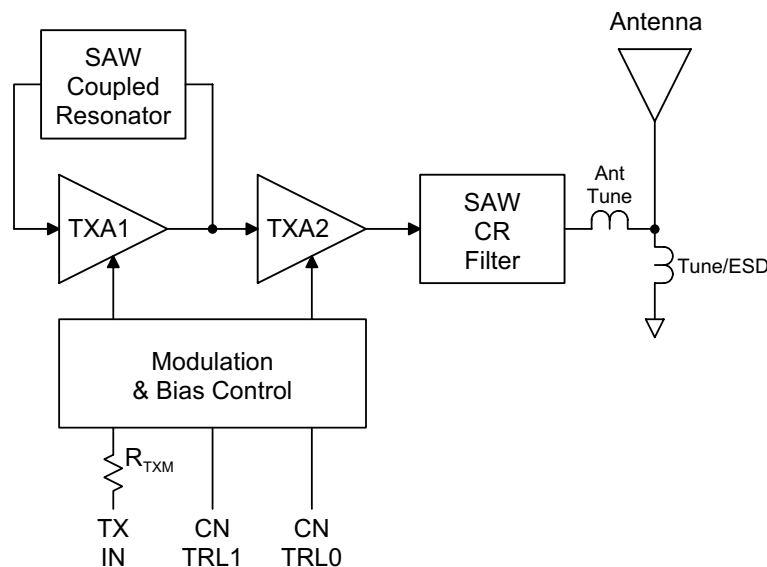 Antenna
SAW
Coupled
Resonator
TXA1
TXA2
SAW
CR
Filter
Ant
Tune
Tune/ESD
Modulation
& Bias Control
RTXM
TX
IN
CN
TRL1
CN
TRL0